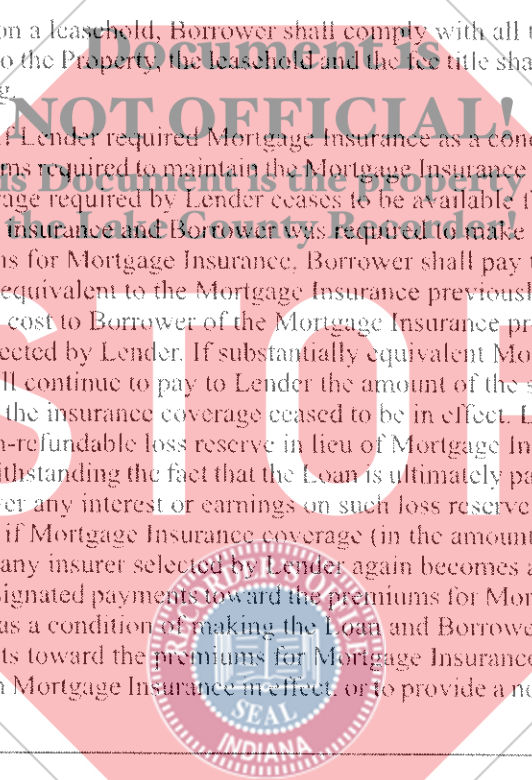 on a leasehold, Borrower shall comply with all
Document Is
o the Property, the leasehold and the fee title sha
g.
NOT OFFICIAL!
if Lender required Mortgage Insurance as a cond
ms required to maintain the Mortgage Insurance
is Document is the property
rage required by Lender ceases to be available f
the Lake County Recorder!
insurance and Borrower was required to make
ns for Mortgage Insurance, Borrower shall pay t
equivalent to the Mortgage Insurance previously
cost to Borrower of the Mortgage Insurance pr
ected by Lender. If substantially equivalent Mo
ll continue to pay to Lender the amount of the s
the insurance coverage ceased to be in effect. L
n-refundable loss reserve in lieu of Mortgage In
ithstanding the fact that the Loan is ultimately pa
er any interest or earnings on such loss reserve
if Mortgage Insurance coverage (in the amount
any insurer selected by Lender again becomes a
signated payments toward the premiums for Mor
as a condition of making the Loan and Borrowe
ts toward the premiums for Mortgage Insurance
n Mortgage Insurance in effect, or to provide a no
STOP
RECORDER'S OFFICE
SEAL
INDIANA